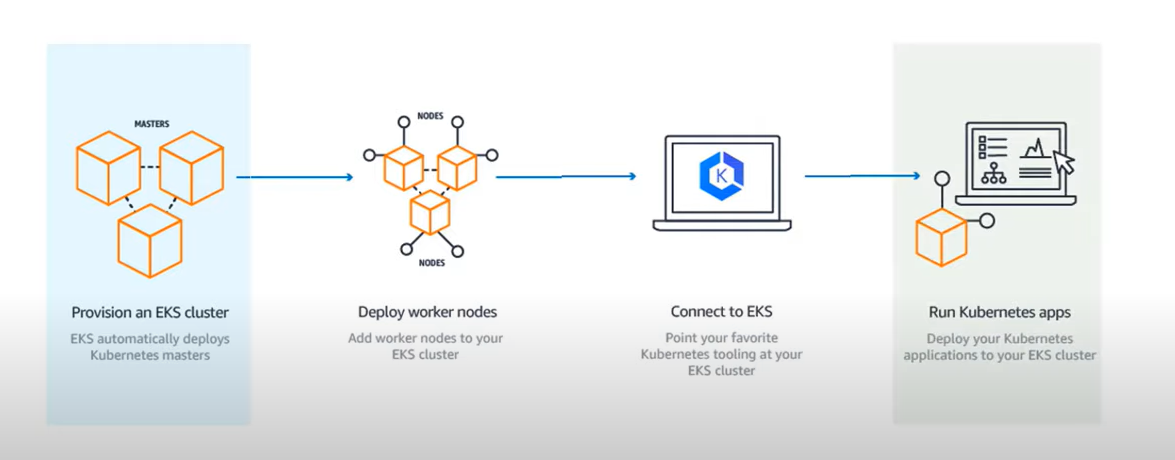 MASTERS
Provision an EKS cluster
EKS automatically deploys
Kubernetes masters
NODES
NODES
Deploy worker nodes
Add worker nodes to your
EKS cluster
K
Connect to EKS
Point your favorite
Kubernetes tooling at your
EKS cluster
Run Kubernetes apps
Deploy your Kubernetes
applications to your EKS cluster